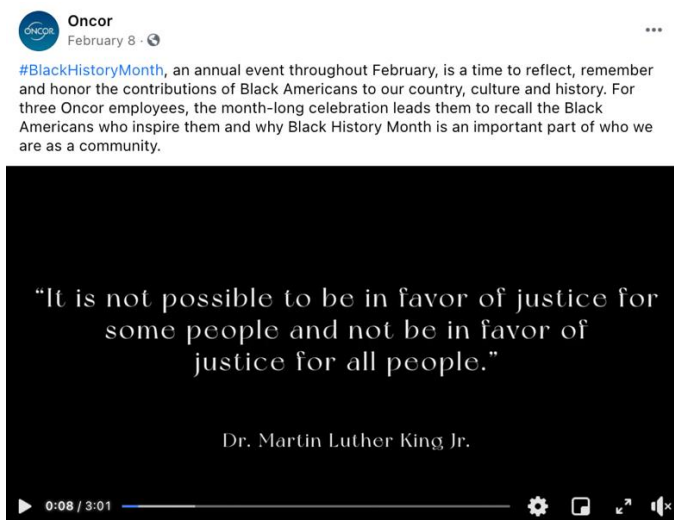 ONCOR
Oncor
February 8 ·
#BlackHistoryMonth, an annual event throughout February, is a time to reflect, remember
and honor the contributions of Black Americans to our country, culture and history. For
three Oncor employees, the month-long celebration leads them to recall the Black
Americans who inspire them and why Black History Month is an important part of who we
are as a community.
“It is not possible to be in favor of justice for
some people and not be in favor of
justice for all people.”
Dr. Martin Luther King Jr.
0:08 / 3:01